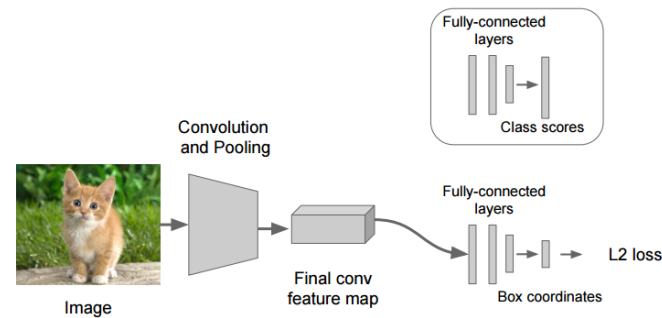 Fully-connected
layers
Class scores
Convolution
and Pooling
Fully-connected
layers
L2 loss
Box coordinates
Final conv
feature map
Image